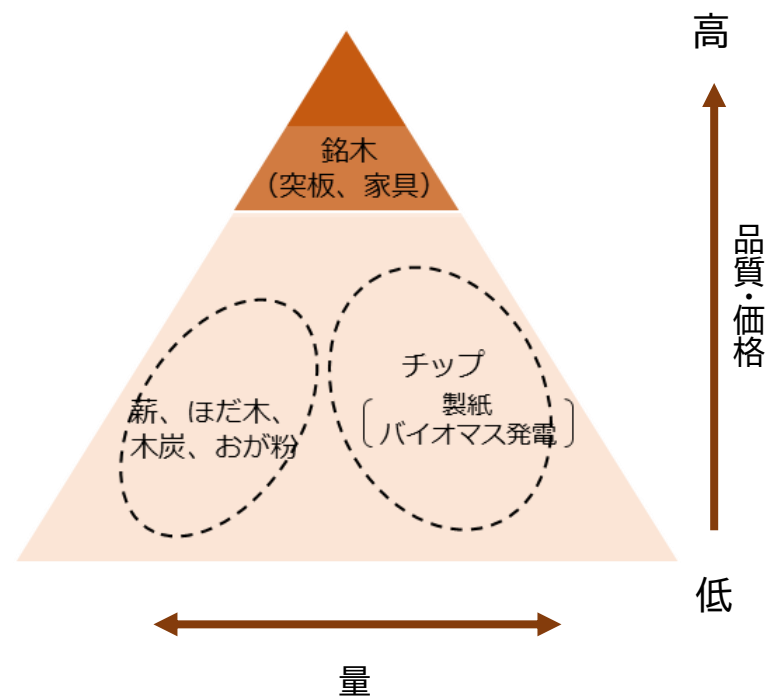 高
銘木
（突板、家具）
品質・価格
チップ
製紙
バイオマス発電
薪、ほだ木、
木炭、おが粉
低
量